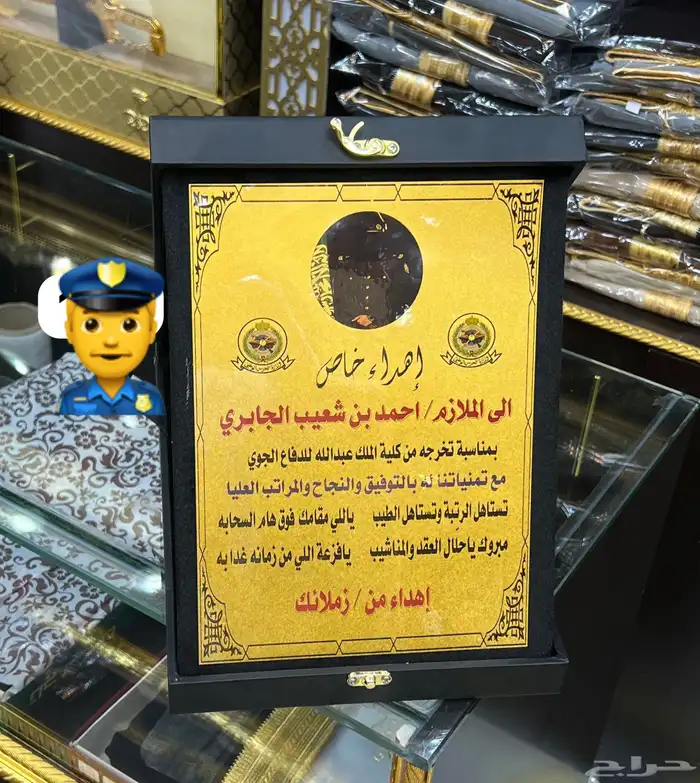 إهداء خاص
الى الملازم / احمد بن شعيب الجابري
بمناسبة تخرجه من كلية الملك عبدالله للدفاع الجوي
مع تمنياتنا له بالتوفيق والنجاح والمراتب العليا
تستاهل الرتبة وتستاهل الطيب ياللي مقامك فوق هام السحابه
مبروك ياحلال العقد والمناشيب يافزعة اللي من زمانه غدا به
إهداء من / زملائك
حراج